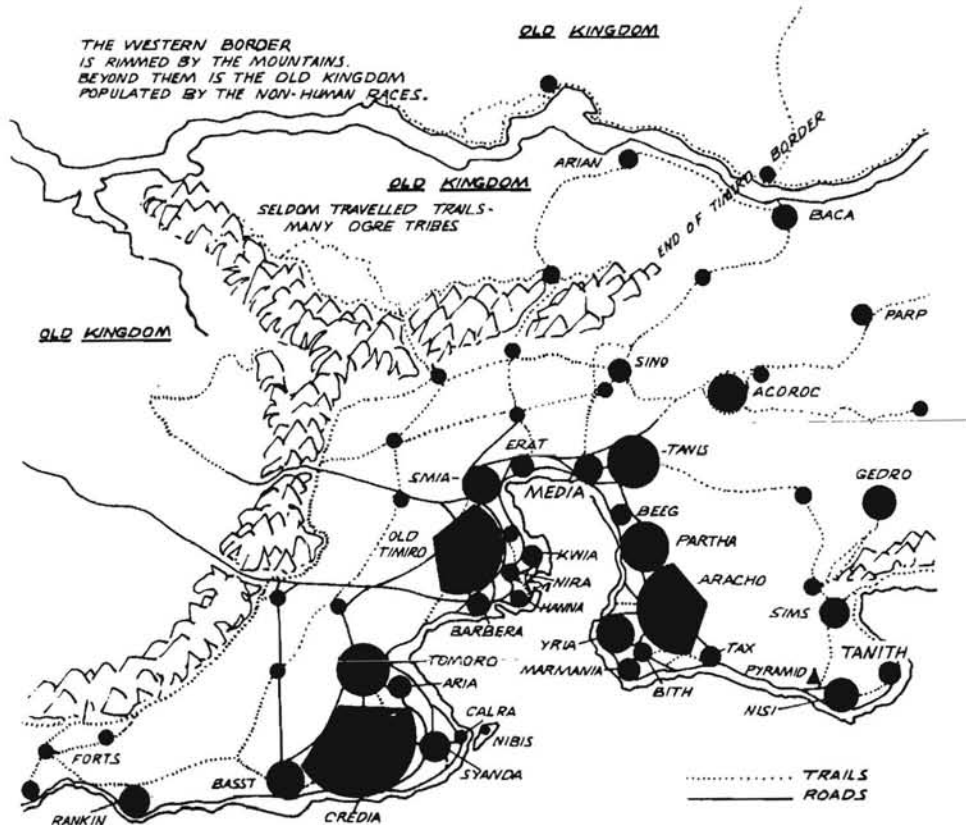 OLD KINGDOM
THE WESTERN BORDER
IS RIMMED BY THE MOUNTAINS.
BEYOND THEM IS THE OLD KINGDOM
POPULATED BY THE NON-HUMAN RACES.
ARIAN
BORDER
OLD KINGDOM
SELDOM TRAVELLED TRAILS-
MANY OGRE TRIBES
END OF TIMIRO
BACA
OLD KINGDOM
PARP
SINO
ACOROC
ERAT
TANIS
SMIA
MEDIA
GEDRO
BEEG
OLD
TIMIRO
KWIA
PARTHA
NIRA
ARACHO
HANNA
SIMS
BARBERA
YRIA
TOMORO
TAX
TANITH
MARMANIA
PYRAMID
ARIA
BITH
NISI
CALRA
NIBIS
FORTS
SYANDA
BASST
TRAILS
ROADS
RANKIN
CREDIA